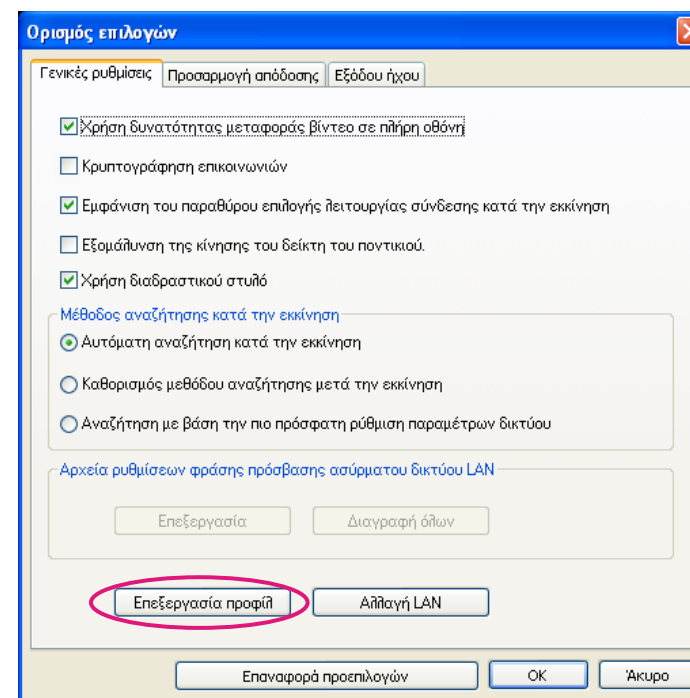 Ορισμός επιλογών
Γενικές ρυθμίσεις Προσαρμογή απόδοσης Εξόδου ήχου
Χρήση δυνατότητας μεταφοράς βίντεο σε πλήρη οθόνη
Κρυπτογράφηση επικοινωνιών
Εμφάνιση του παραθύρου επιλογής λειτουργίας σύνδεσης κατά την εκκίνηση
Εξομάλυνση της κίνησης του δείκτη του ποντικιού.
Χρήση διαδραστικού στυλό
Μέθοδος αναζήτησης κατά την εκκίνηση
Αυτόματη αναζήτηση κατά την εκκίνηση
Καθορισμός μεθόδου αναζήτησης μετά την εκκίνηση
Αναζήτηση με βάση την πιο πρόσφατη ρύθμιση παραμέτρων δικτύου
Αρχεία ρυθμίσεων φράσης πρόσβασης ασύρματου δικτύου LAN
Επεξεργασία Διαγραφή όλων
Επεξεργασία προφίλ Αλλαγή LAN
Επαναφορά προεπιλογών OK Άκυρο